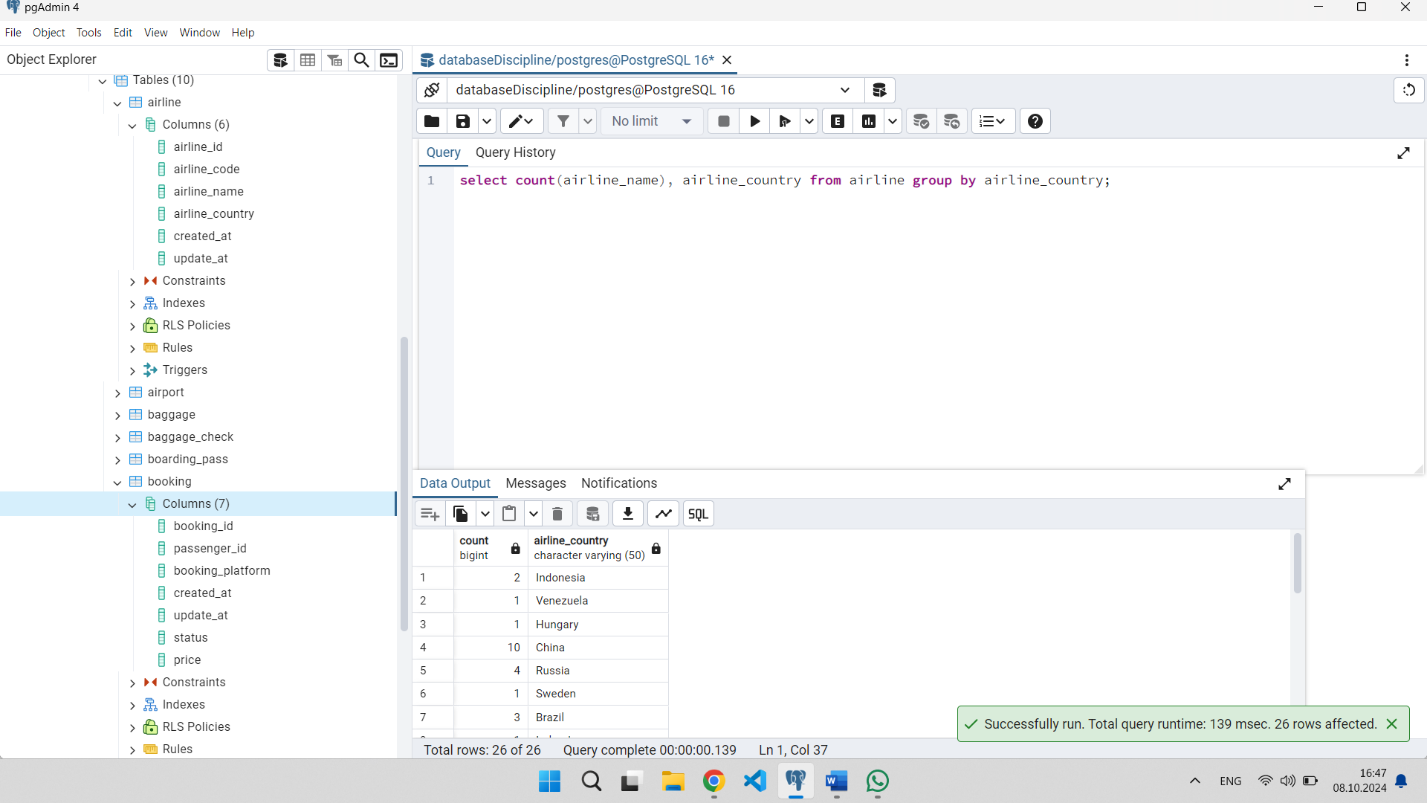 pgAdmin 4
File Object Tools Edit View Window Help
Object Explorer
databaseDiscipline/postgres@PostgreSQL 16*
databaseDiscipline/postgres@PostgreSQL 16
No limit
E
Query Query History
1 select count(airline_name), airline_country from airline group by airline_country;
Tables (10)
airline
Columns (6)
airline_id
airline_code
airline_name
airline_country
created_at
update_at
Constraints
Indexes
RLS Policies
Rules
Triggers
airport
baggage
baggage_check
boarding_pass
booking
Columns (7)
booking_id
passenger_id
booking_platform
created_at
update_at
status
price
Constraints
Indexes
RLS Policies
Rules
Data Output Messages Notifications
SQL
count airline_country
bigint character varying (50)
1 2 Indonesia
2 1 Venezuela
3 1 Hungary
4 10 China
5 4 Russia
6 1 Sweden
7 3 Brazil
Successfully run. Total query runtime: 139 msec. 26 rows affected.
Total rows: 26 of 26 Query complete 00:00:00.139 Ln 1, Col 37
ENG
16:47
08.10.2024